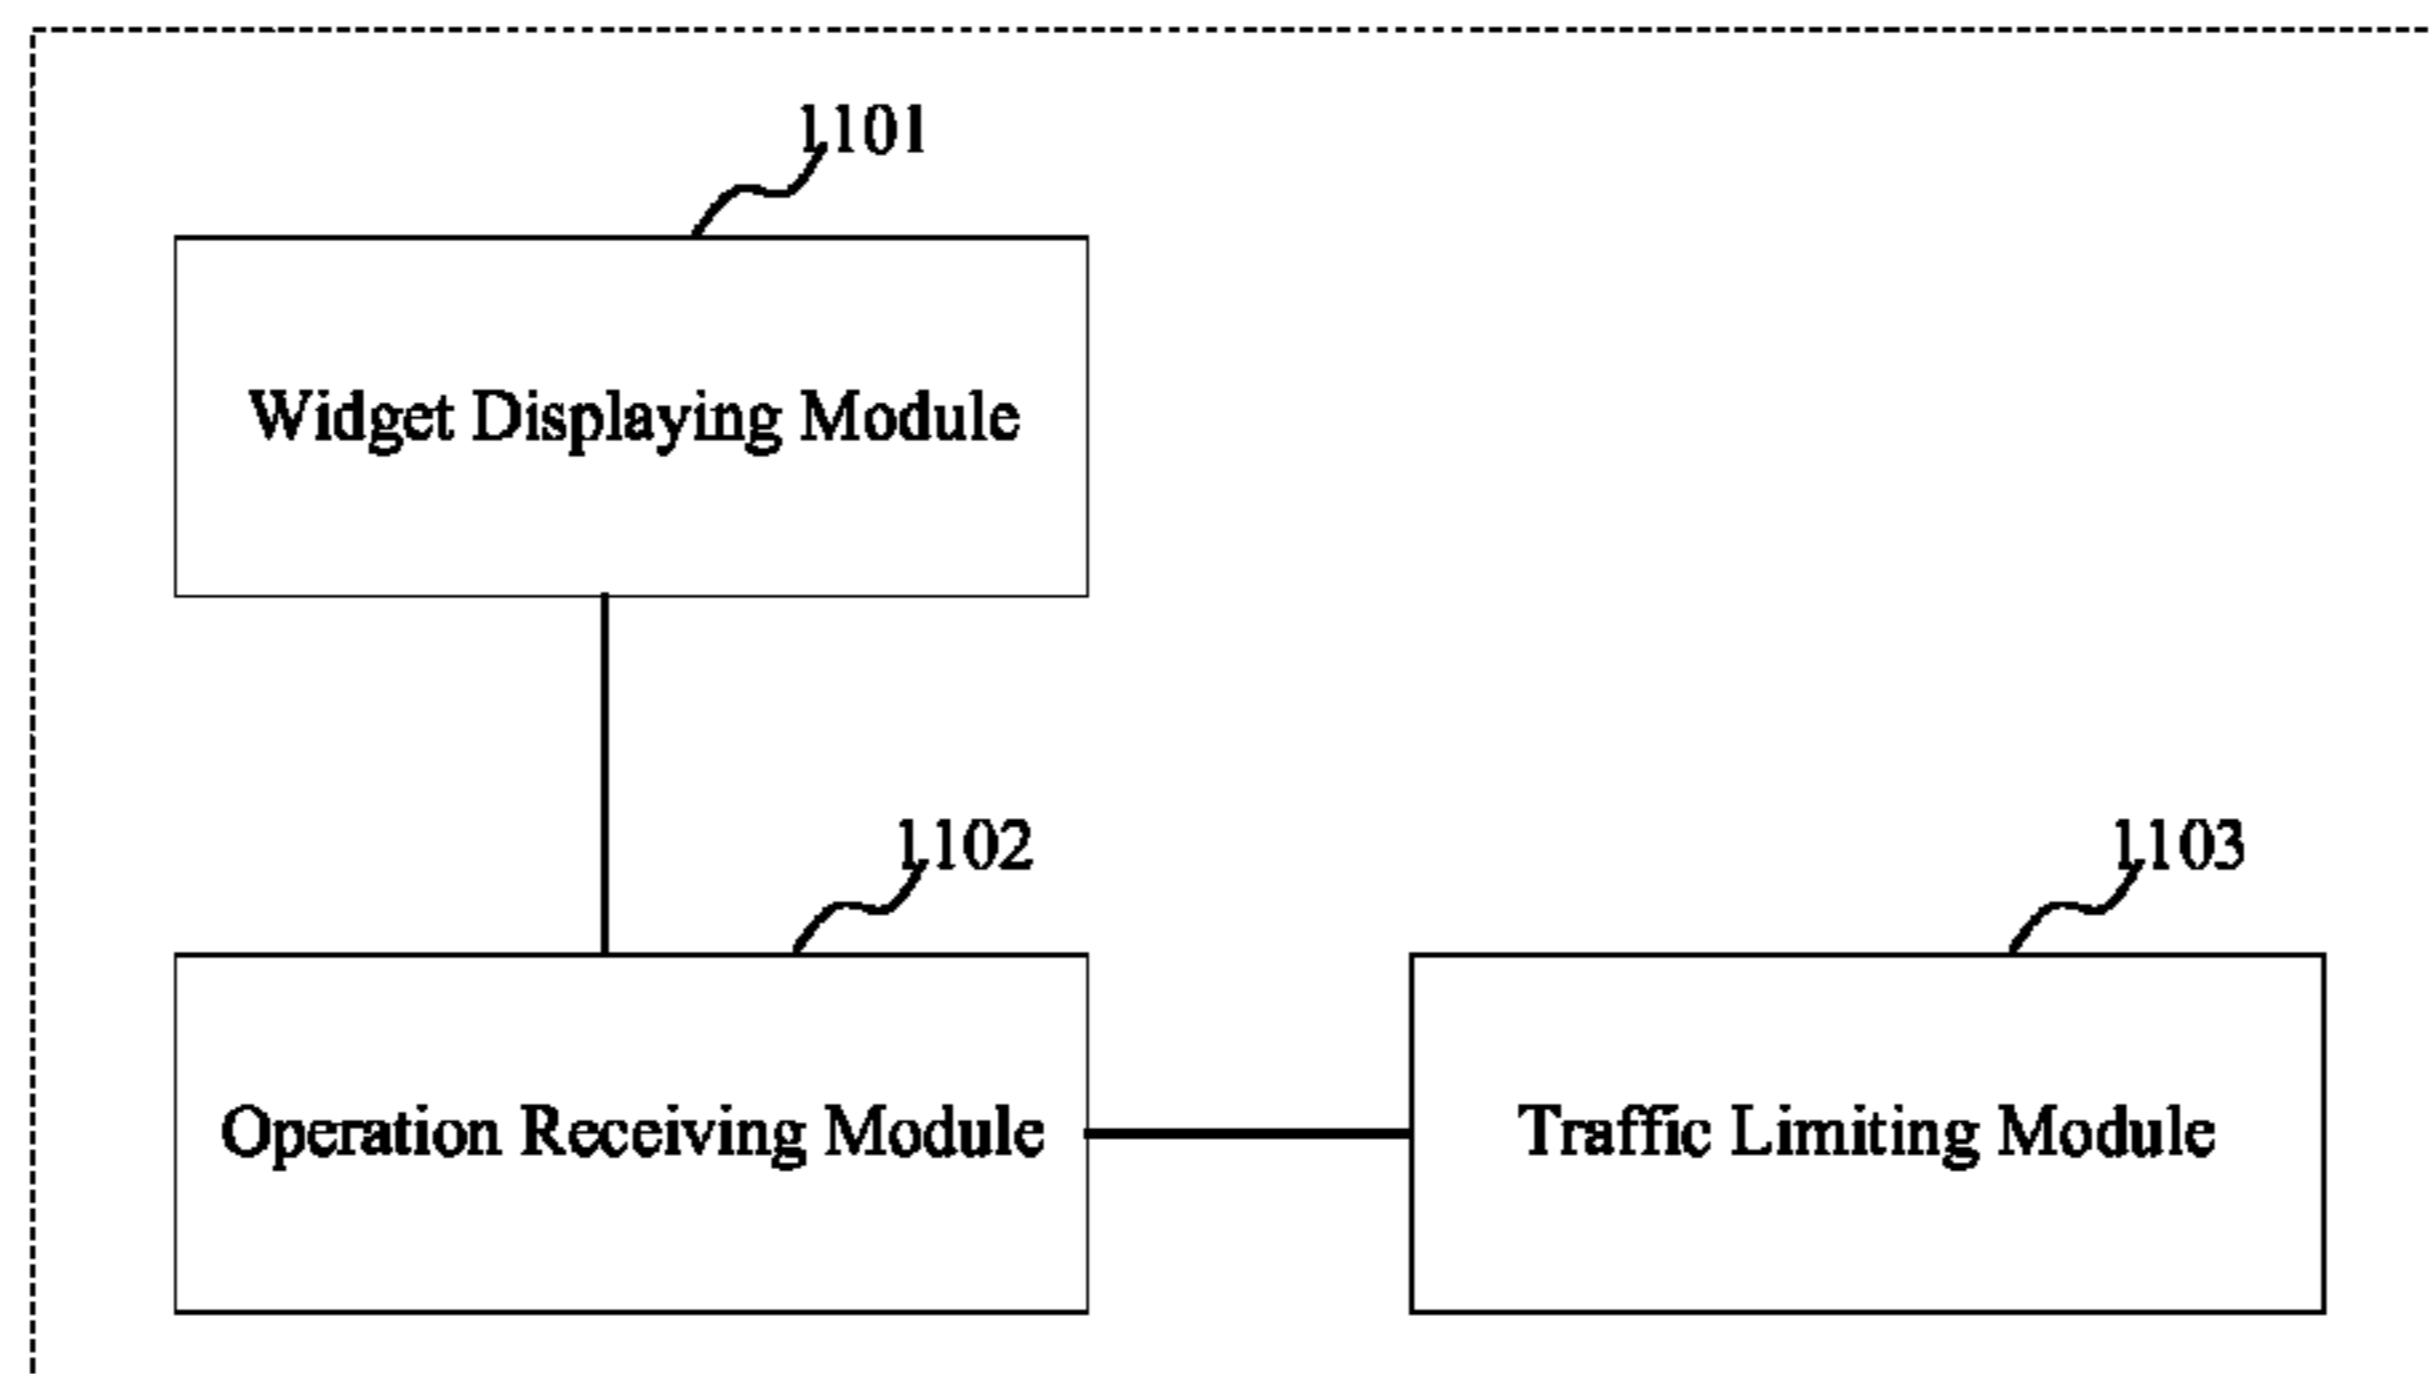 1101
Widget Displaying Module
1102
1103
Operation Receiving Module
Traffic Limiting Module